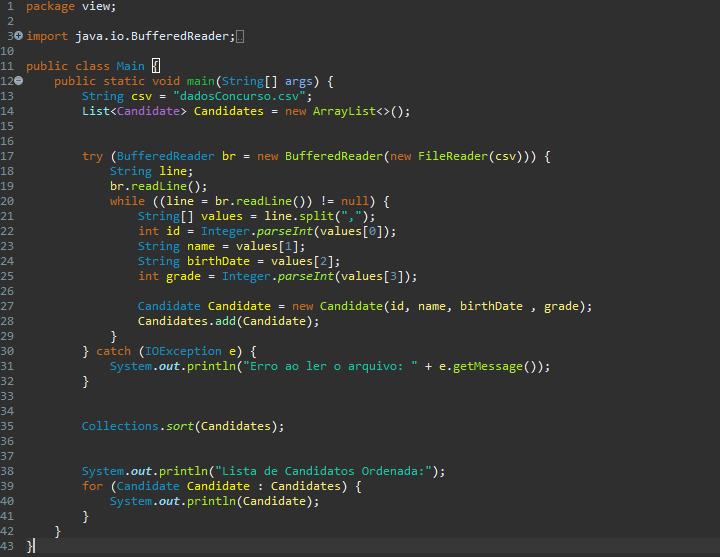 1 package view;
2
3 import java.io.BufferedReader;
10
11 public class Main {
12     public static void main(String[] args) {
13         String csv = "dadosConcurso.csv";
14         List<Candidate> Candidates = new ArrayList<>();
15
16
17         try (BufferedReader br = new BufferedReader(new FileReader(csv))) {
18             String line;
19             br.readLine();
20             while ((line = br.readLine()) != null) {
21                 String[] values = line.split(",");
22                 int id = Integer.parseInt(values[0]);
23                 String name = values[1];
24                 String birthDate = values[2];
25                 int grade = Integer.parseInt(values[3]);
26
27                 Candidate Candidate = new Candidate(id, name, birthDate , grade);
28                 Candidates.add(Candidate);
29             }
30         } catch (IOException e) {
31             System.out.println("Erro ao ler o arquivo: " + e.getMessage());
32         }
33
34
35         Collections.sort(Candidates);
36
37
38         System.out.println("Lista de Candidatos Ordenada:");
39         for (Candidate Candidate : Candidates) {
40             System.out.println(Candidate);
41         }
42     }
43 }